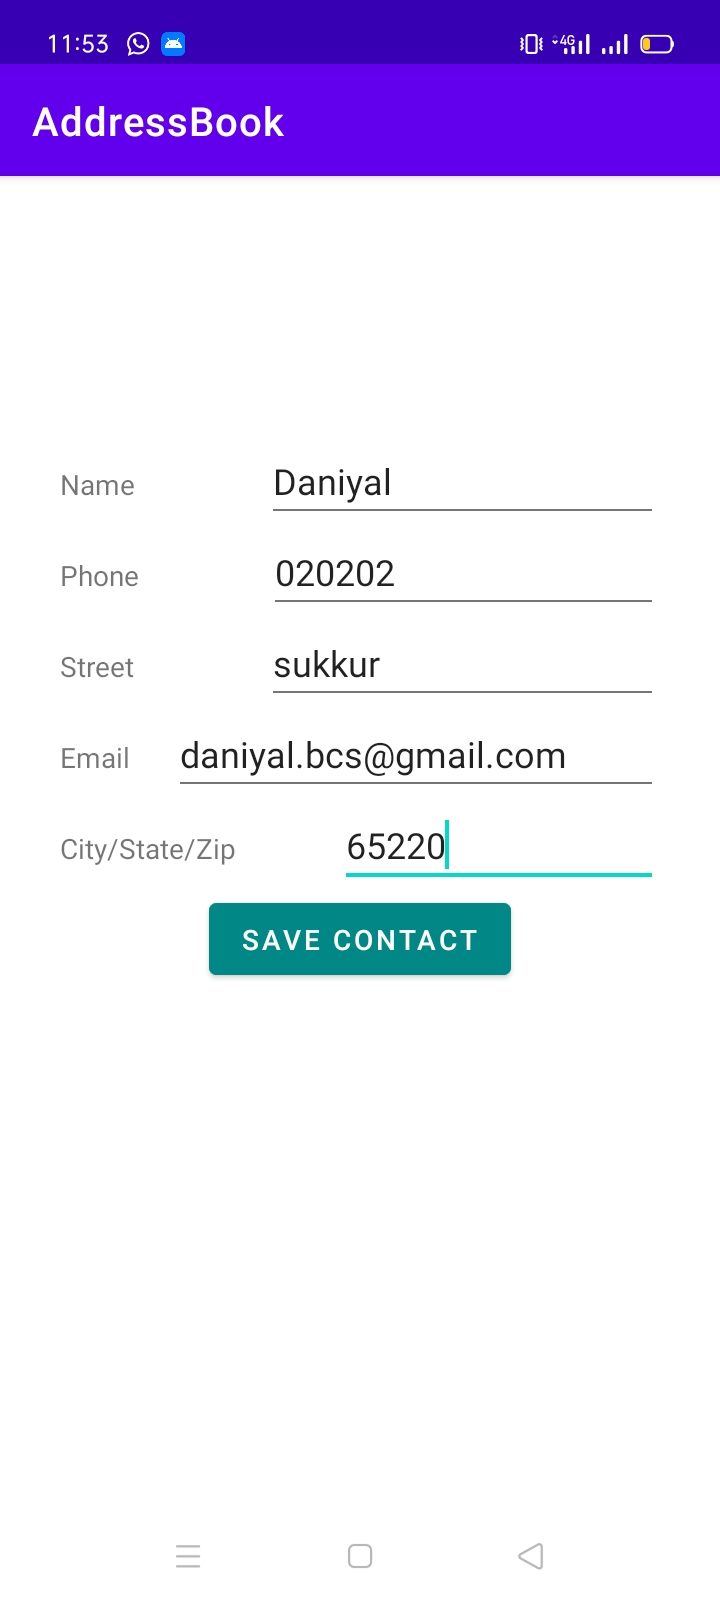 11:53 4G
AddressBook
Name Daniyal
Phone 020202
Street sukkur
Email daniyal.bcs@gmail.com
City/State/Zip 65220
SAVE CONTACT